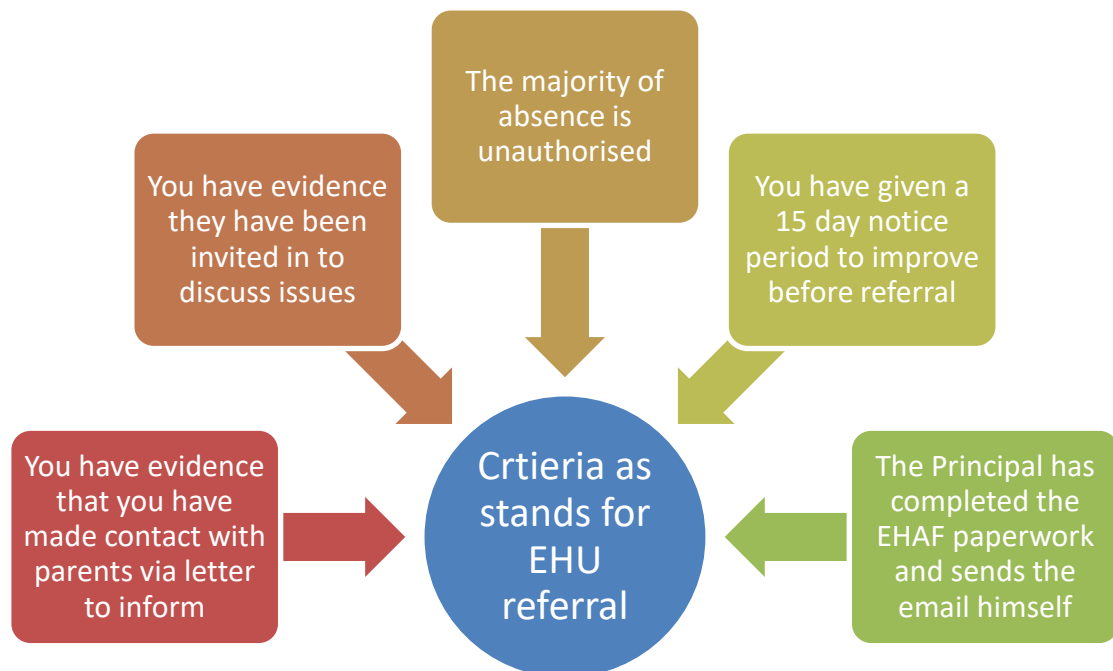 The majority of
absence is
unauthorised
You have evidence
they have been
invited in to
discuss issues
You have given a
15 day notice
period to improve
before referral
You have evidence
that you have
made contact with
parents via letter
to inform
Crtieria as
stands for
EHU
referral
The Principal has
completed the
EHAF paperwork
and sends the
email himself